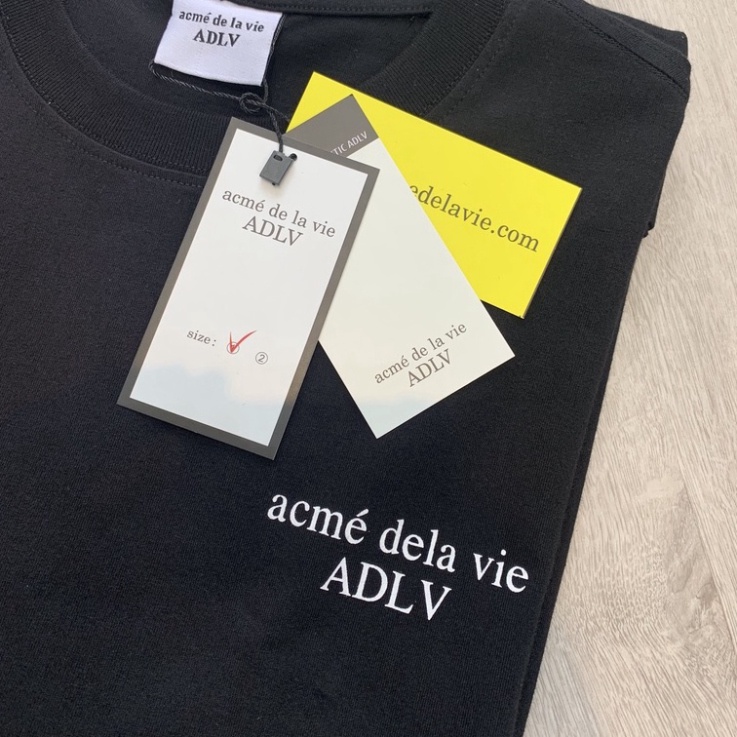 acmé de la vie
ADLV
TIC ADLV
edelavie.com
acmé de la vie
ADLV
size:
②
acmé de la vie
ADLV
acmé dela vie
ADLV